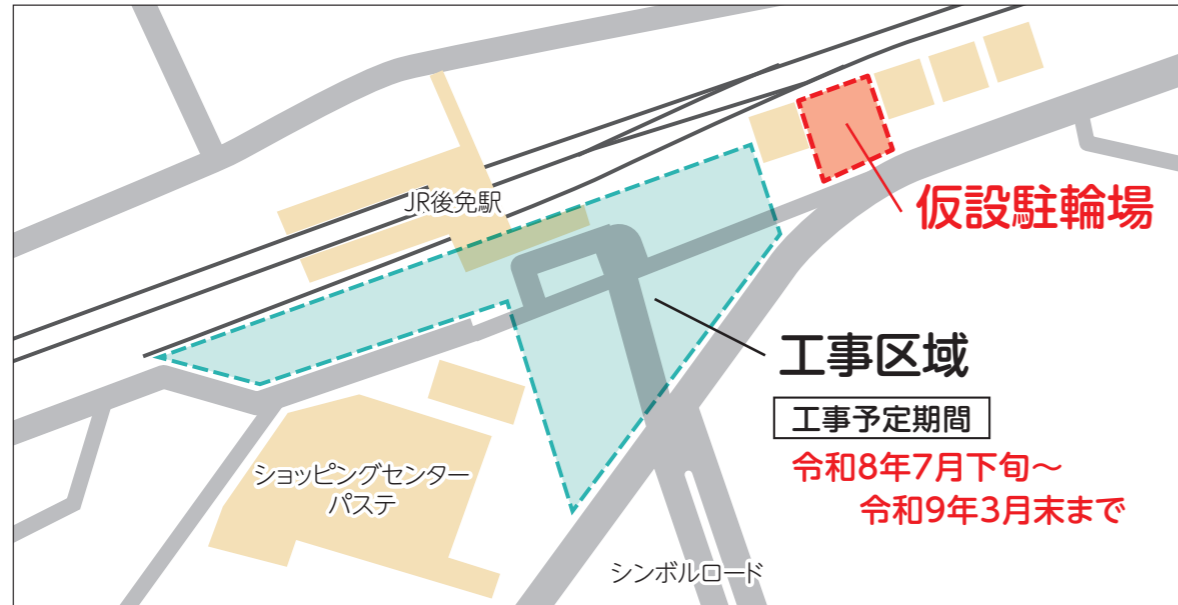 JR後免駅
仮設駐輪場
工事区域
工事予定期間
令和8年7月下旬～
令和9年3月末まで
ショッピングセンター
パステ
シンボルロード